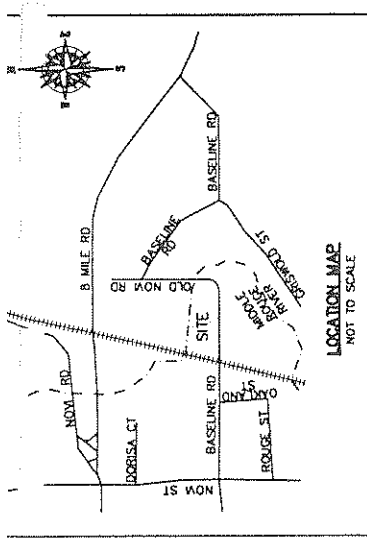 8 MILE RD
BASELINE RD
BASELINE
RD
OLD NOVI RD
GRISWOLD ST
MIDDLE
ROUGE
RIVER
SITE
NOVI RD
DORISA CT
BASELINE RD
OAKLAND
ST
ROUGE ST
NOVI ST
LOCATION MAP
NOT TO SCALE